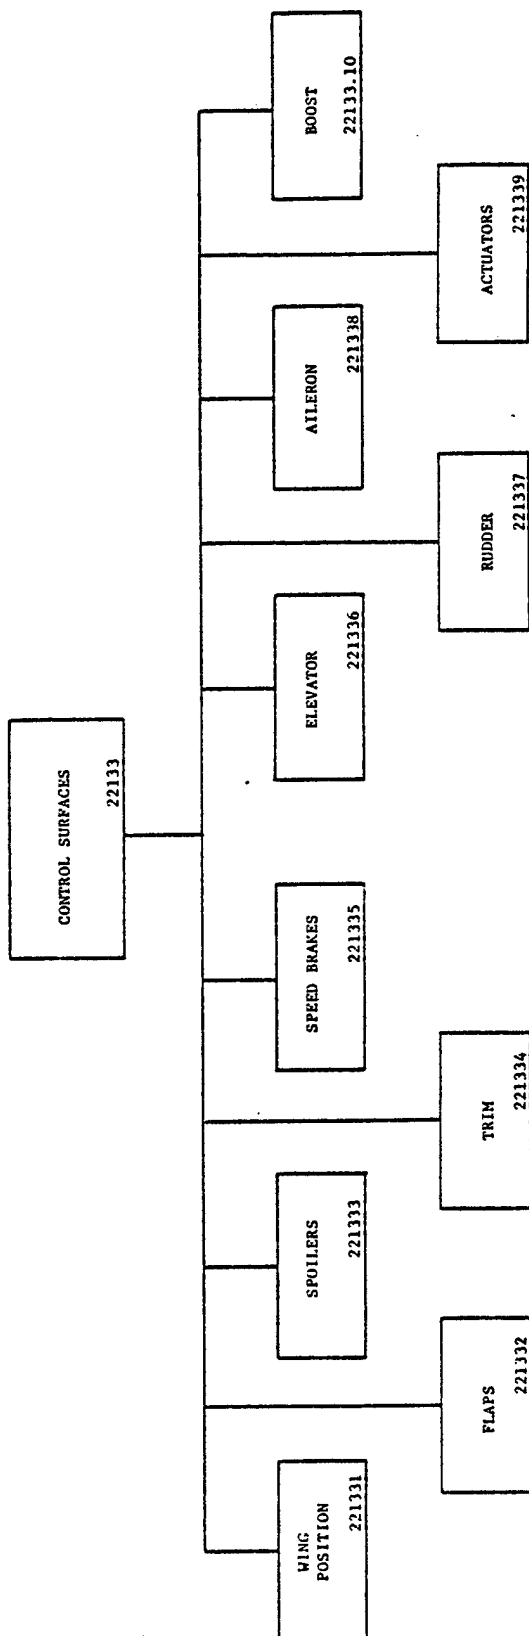 CONTROL SURFACES
22133
WING
POSITION
221331
FLAPS
221332
SPOILERS
221333
TRIM
221334
SPEED BRAKES
221335
ELEVATOR
221336
RUDDER
221337
AILERON
221338
ACTUATORS
221339
BOOST
22133.10